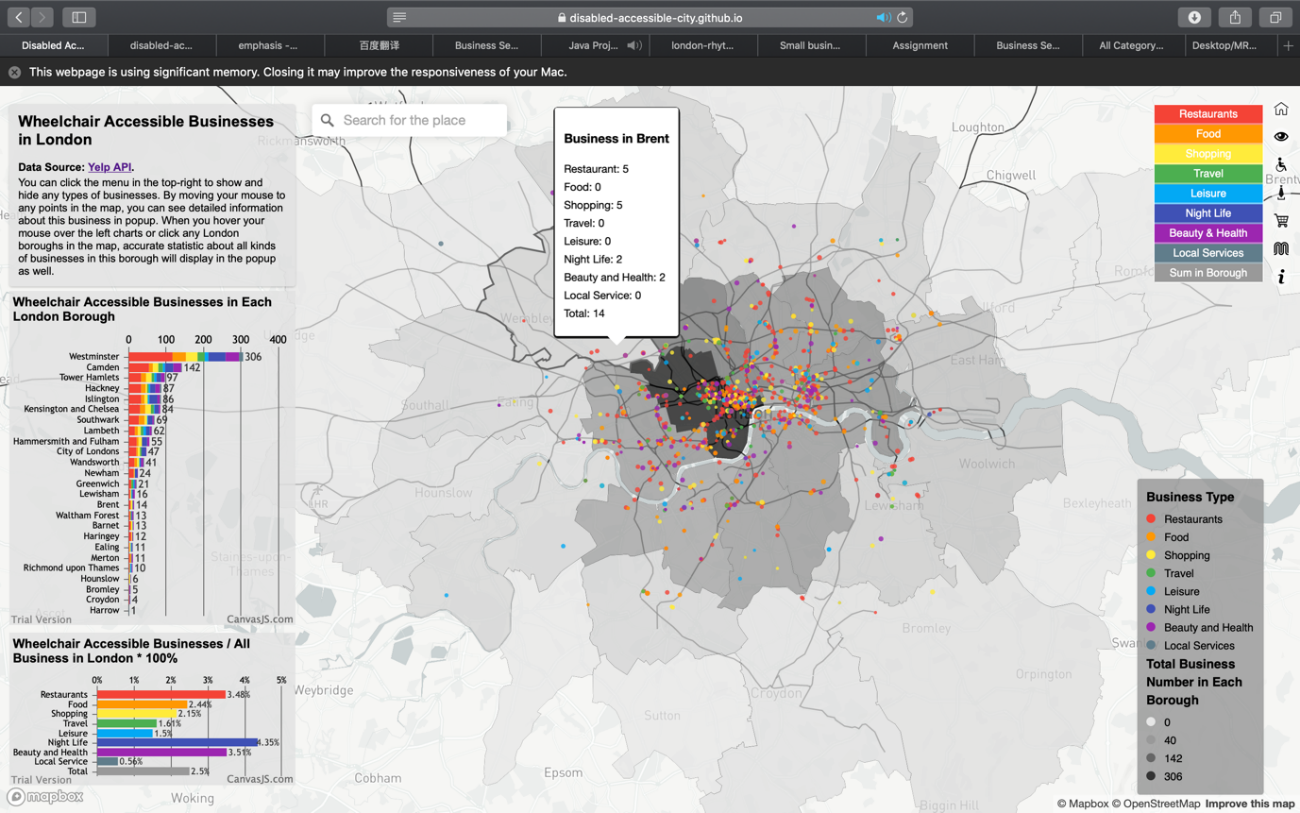 disabled-accessible-city.github.io
Disabled Ac...
disabled-ac...
emphasis -...
百度翻译
Business Se...
Java Proj...
london-rhyt...
Small busin...
Assignment
Business Se...
All Category...
Desktop/MR...
This webpage is using significant memory. Closing it may improve the responsiveness of your Mac.
Wheelchair Accessible Businesses
in London
Data Source: Yelp API.
You can click the menu in the top-right to show and
hide any types of businesses. By moving your mouse to
any points in the map, you can see detailed information
about this business in popup. When you hover your
mouse over the left charts or click any London
boroughs in the map, accurate statistic about all kinds
of businesses in this borough will display in the popup
as well.
Search for the place
Wheelchair Accessible Businesses in Each
London Borough
0 100 200 300 400
Westminster 306
Camden 142
Tower Hamlets 97
Hackney 87
Islington 86
Kensington and Chelsea 84
Southwark 69
Lambeth 62
Hammersmith and Fulham 55
City of Londons 47
Wandsworth 41
Newham 24
Greenwich 21
Lewisham 16
Brent 14
Waltham Forest 13
Barnet 13
Haringey 12
Ealing 11
Merton 11
Richmond upon Thames 10
Hounslow 6
Bromley 5
Croydon 4
Harrow 1
Trial Version CanvasJS.com
Wheelchair Accessible Businesses / All
Business in London * 100%
0% 1% 2% 3% 4% 5%
Restaurants 3.48%
Food 2.44%
Shopping 2.15%
Travel 1.61%
Leisure 1.5%
Night Life 4.35%
Beauty and Health 3.51%
Local Service 0.56%
Total 2.5%
Trial Version CanvasJS.com
mapbox
Business in Brent
Restaurant: 5
Food: 0
Shopping: 5
Travel: 0
Leisure: 0
Night Life: 2
Beauty and Health: 2
Local Service: 0
Total: 14
Restaurants
Food
Shopping
Travel
Leisure
Night Life
Beauty & Health
Local Services
Sum in Borough
Rickmansworth
Loughton
Chigwell
Ilford
East Ham
Southall
Ealing
Hounslow
Woolwich
Bexleyheath
Lewisham
Staines-upon-
Thames
LHR
Bromley
Orpington
Weybridge
Croydon
Sutton
Epsom
Cobham
Woking
Biggin Hill
Business Type
Restaurants
Food
Shopping
Travel
Leisure
Night Life
Beauty and Health
Local Services
Total Business
Number in Each
Borough
0
40
142
306
© Mapbox © OpenStreetMap Improve this map